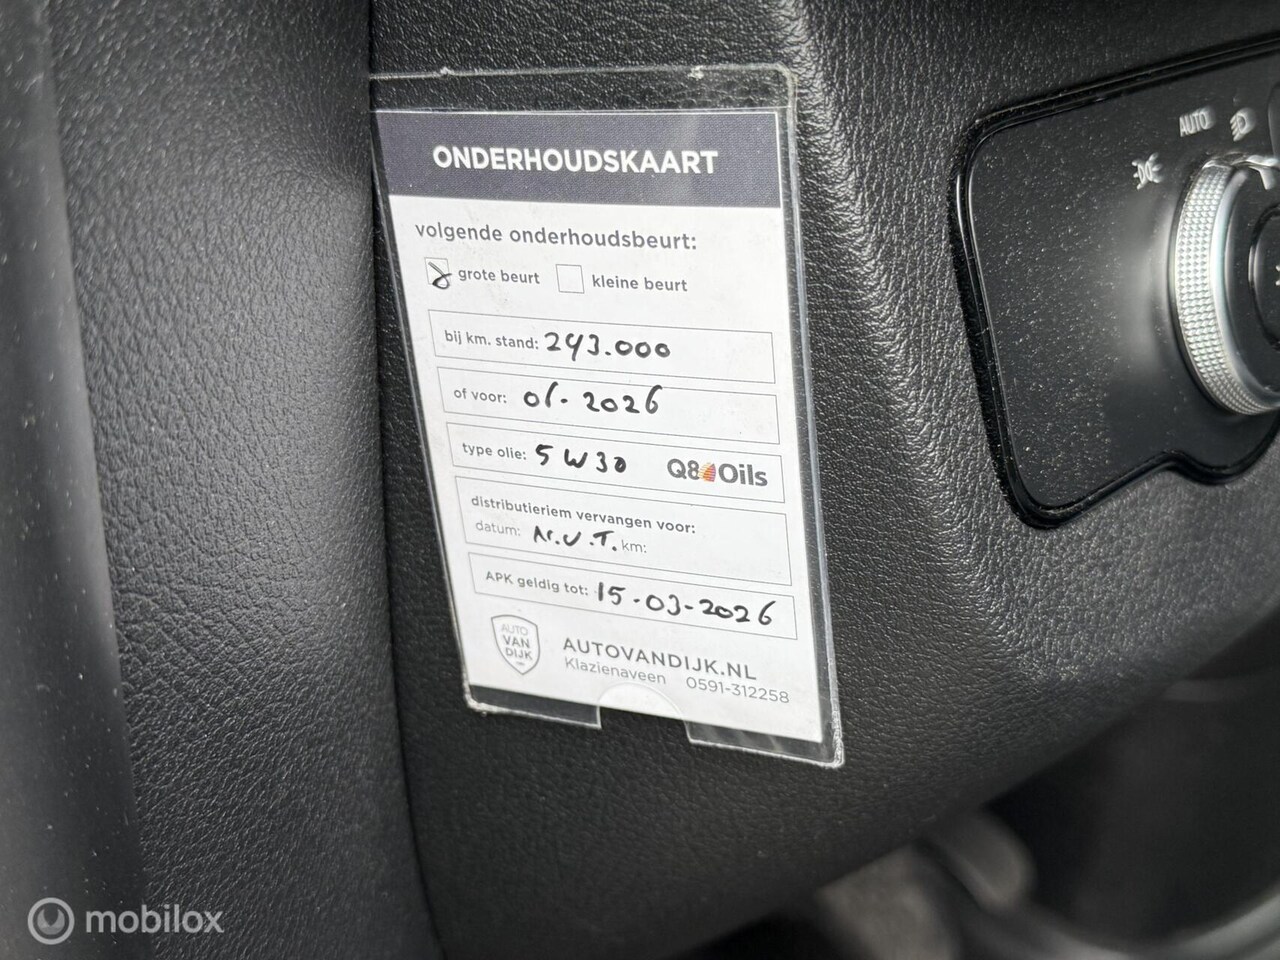 AUTO
ONDERHOUDSKAART
volgende onderhoudsbeurt:
grote beurt kleine beurt
bij km. stand: 243.000
of voor: 01-2026
type olie: 5W30 Q8 Oils
distributieriem vervangen voor:
datum: N.V.T. km:
APK geldig tot: 15-03-2026
AUTO
VAN
DIJK
AUTOVANDIJK.NL
Klazienaveen 0591-312258
mobilox